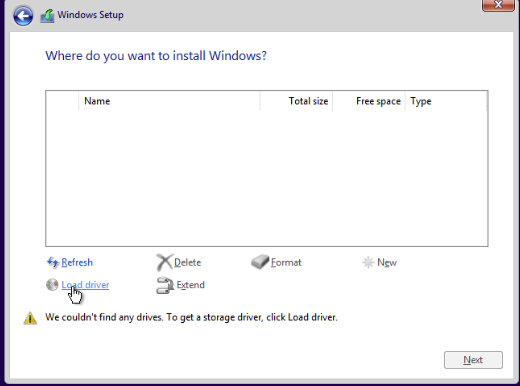 Windows Setup
Where do you want to install Windows?
Name Total size Free space Type
Refresh Delete Format New
Load driver Extend
We couldn't find any drives. To get a storage driver, click Load driver.
Next